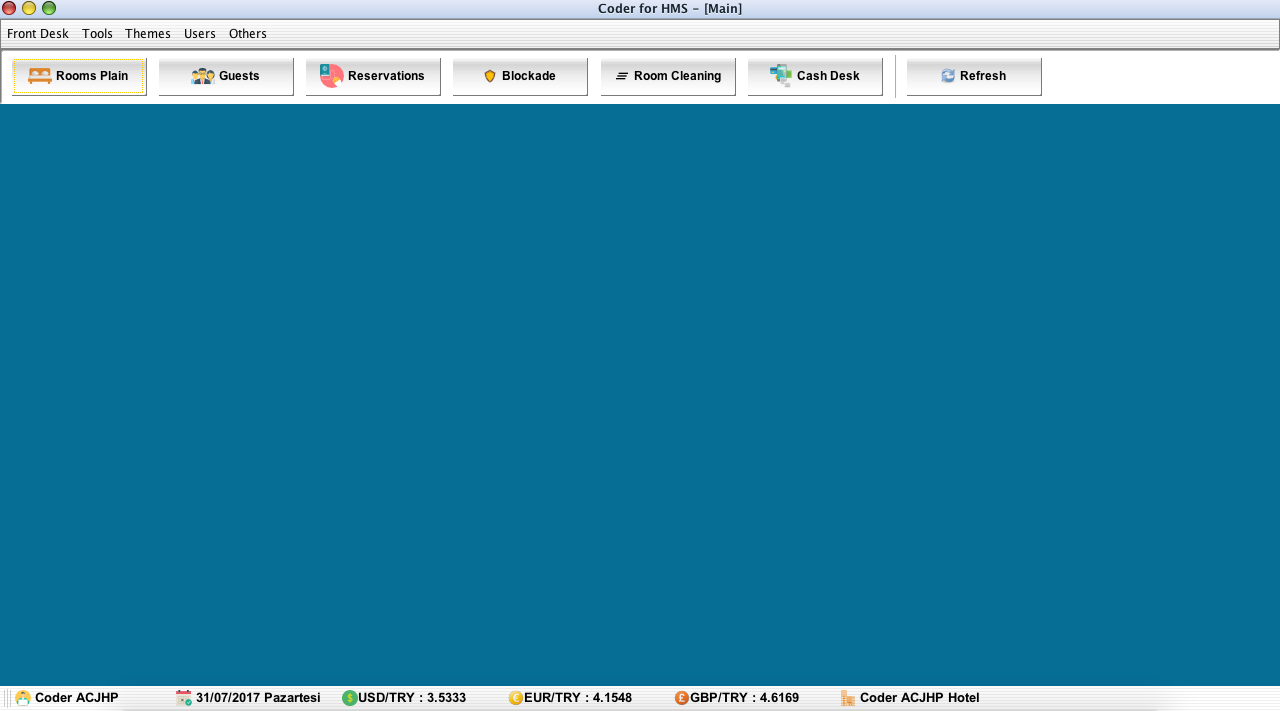 Coder for HMS - [Main]
Front Desk Tools Themes Users Others
Rooms Plain Guests Reservations Blockade Room Cleaning Cash Desk Refresh
Coder ACJHP 31/07/2017 Pazartesi USD/TRY : 3.5333 EUR/TRY : 4.1548 GBP/TRY : 4.6169 Coder ACJHP Hotel